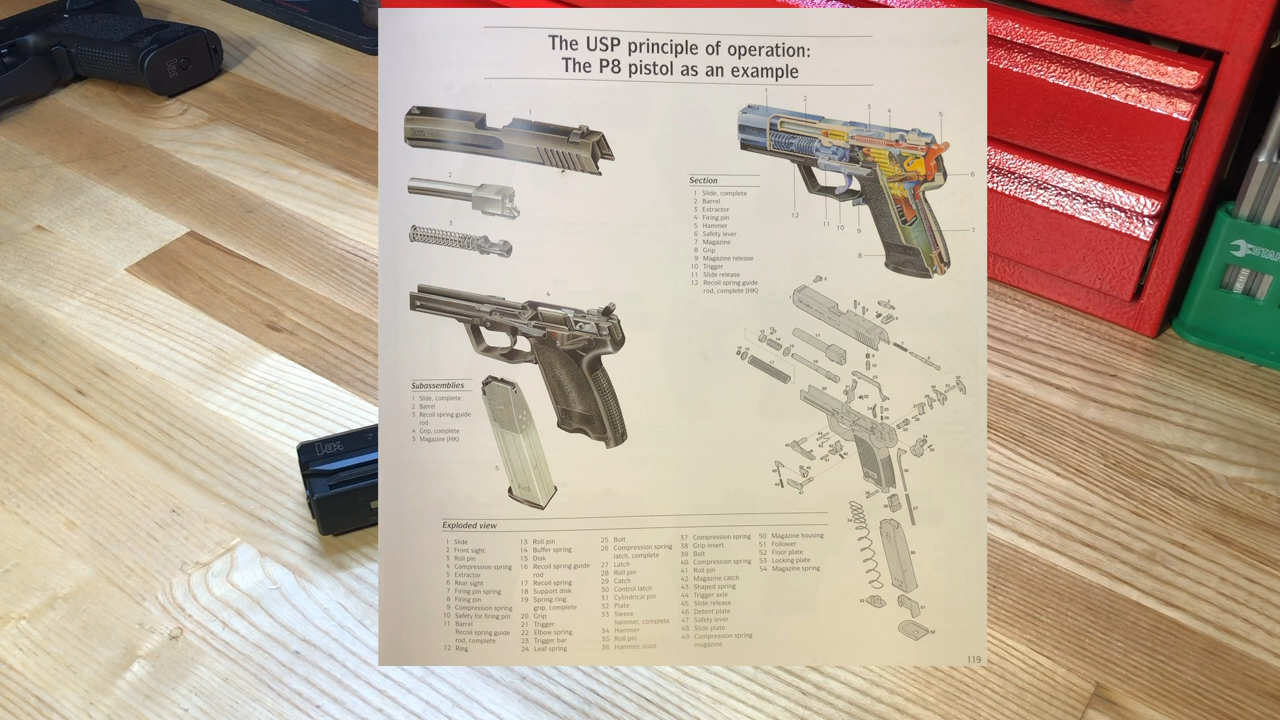 The USP principle of operation:
The P8 pistol as an example
Section
1 Slide, complete
2 Barrel
3 Extractor
4 Firing pin
5 Hammer
6 Safety lever
7 Magazine
8 Grip
9 Magazine release
10 Trigger
11 Slide release
12 Recoil spring guide
rod, complete (HK)
Subassemblies
1 Slide, complete
2 Barrel
3 Recoil spring guide
rod
4 Grip, complete
5 Magazine (HK)
Exploded view
1 Slide
2 Front sight
3 Roll pin
4 Compression spring
5 Extractor
6 Rear sight
7 Firing pin spring
8 Firing pin
9 Compression spring
10 Safety for firing pin
11 Barrel
Recoil spring guide
rod, complete
12 Ring
13 Roll pin
14 Buffer spring
15 Disk
16 Recoil spring guide
rod
17 Recoil spring
18 Support disk
19 Spring ring
grip, complete
20 Grip
21 Trigger
22 Elbow spring
23 Trigger bar
24 Leaf spring
25 Bolt
26 Compression spring
latch, complete
27 Latch
28 Roll pin
29 Catch
30 Control latch
31 Cylindrical pin
32 Plate
33 Sleeve
hammer, complete
34 Hammer
35 Roll pin
36 Hammer strut
37 Compression spring
38 Grip insert
39 Bolt
40 Compression spring
41 Roll pin
42 Magazine catch
43 Shaped spring
44 Trigger axle
45 Slide release
46 Detent plate
47 Safety lever
48 Slide plate
49 Compression spring
magazine
50 Magazine housing
51 Follower
52 Floor plate
53 Locking plate
54 Magazine spring
119